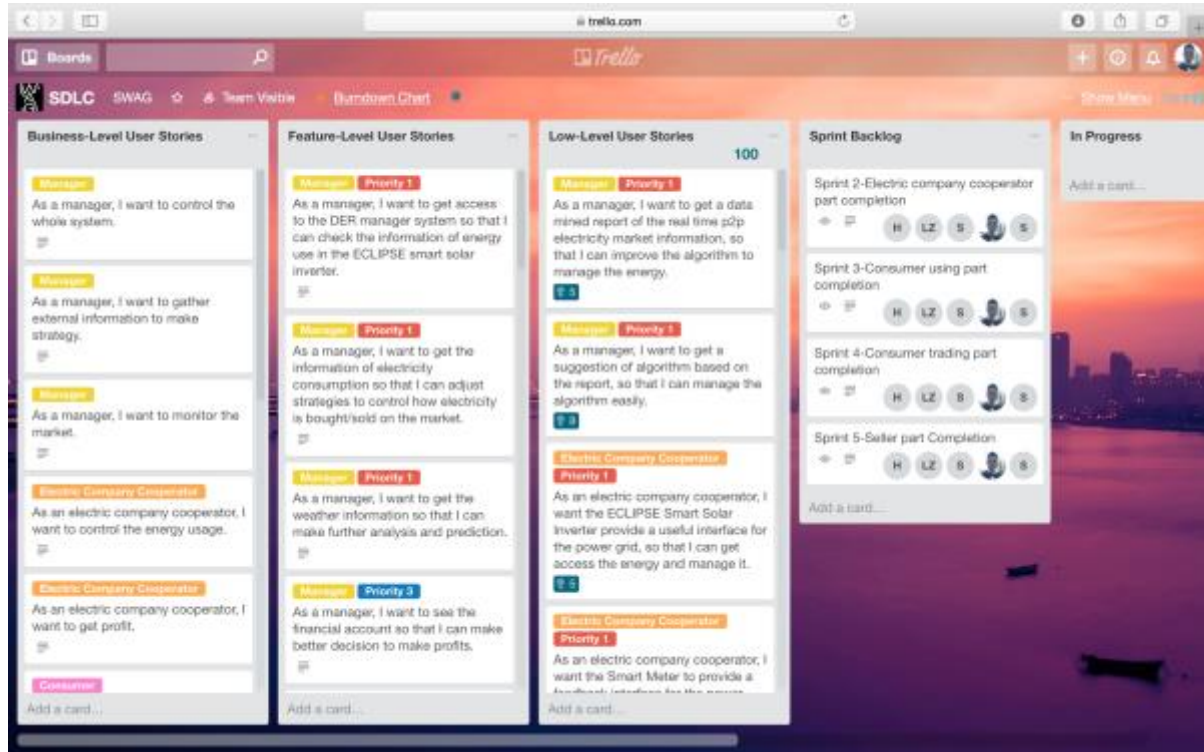 trello.com
Boards
Trello
SDLC SWAG Team Visible Burndown Chart
Show Menu
Business-Level User Stories
Manager
As a manager, I want to control the
whole system.
Manager
As a manager, I want to gather
external information to make
strategy.
Manager
As a manager, I want to monitor the
market.
Electric Company Cooperator
As an electric company cooperator, I
want to control the energy usage.
Electric Company Cooperator
As an electric company cooperator, I
want to get profit.
Consumer
Add a card...
Feature-Level User Stories
Manager Priority 1
As a manager, I want to get access
to the DER manager system so that I
can check the information of energy
use in the ECLIPSE smart solar
inverter.
Manager Priority 1
As a manager, I want to get the
information of electricity
consumption so that I can adjust
strategies to control how electricity
is bought/sold on the market.
Manager Priority 1
As a manager, I want to get the
weather information so that I can
make further analysis and prediction.
Manager Priority 3
As a manager, I want to see the
financial account so that I can make
better decision to make profits.
Add a card...
Low-Level User Stories
100
Manager Priority 1
As a manager, I want to get a data
mined report of the real time p2p
electricity market information, so
that I can improve the algorithm to
manage the energy.
5
Manager Priority 1
As a manager, I want to get a
suggestion of algorithm based on
the report, so that I can manage the
algorithm easily.
Electric Company Cooperator
Priority 1
As an electric company cooperator, I
want the ECLIPSE Smart Solar
Inverter provide a useful interface for
the power grid, so that I can get
access the energy and manage it.
5
Electric Company Cooperator
Priority 1
As an electric company cooperator, I
want the Smart Meter to provide a
Add a card...
Sprint Backlog
Sprint 2-Electric company cooperator
part completion
H LZ S S
Sprint 3-Consumer using part
completion
H LZ S S
Sprint 4-Consumer trading part
completion
H LZ S S
Sprint 5-Seller part Completion
H LZ S S
Add a card...
In Progress
Add a card...